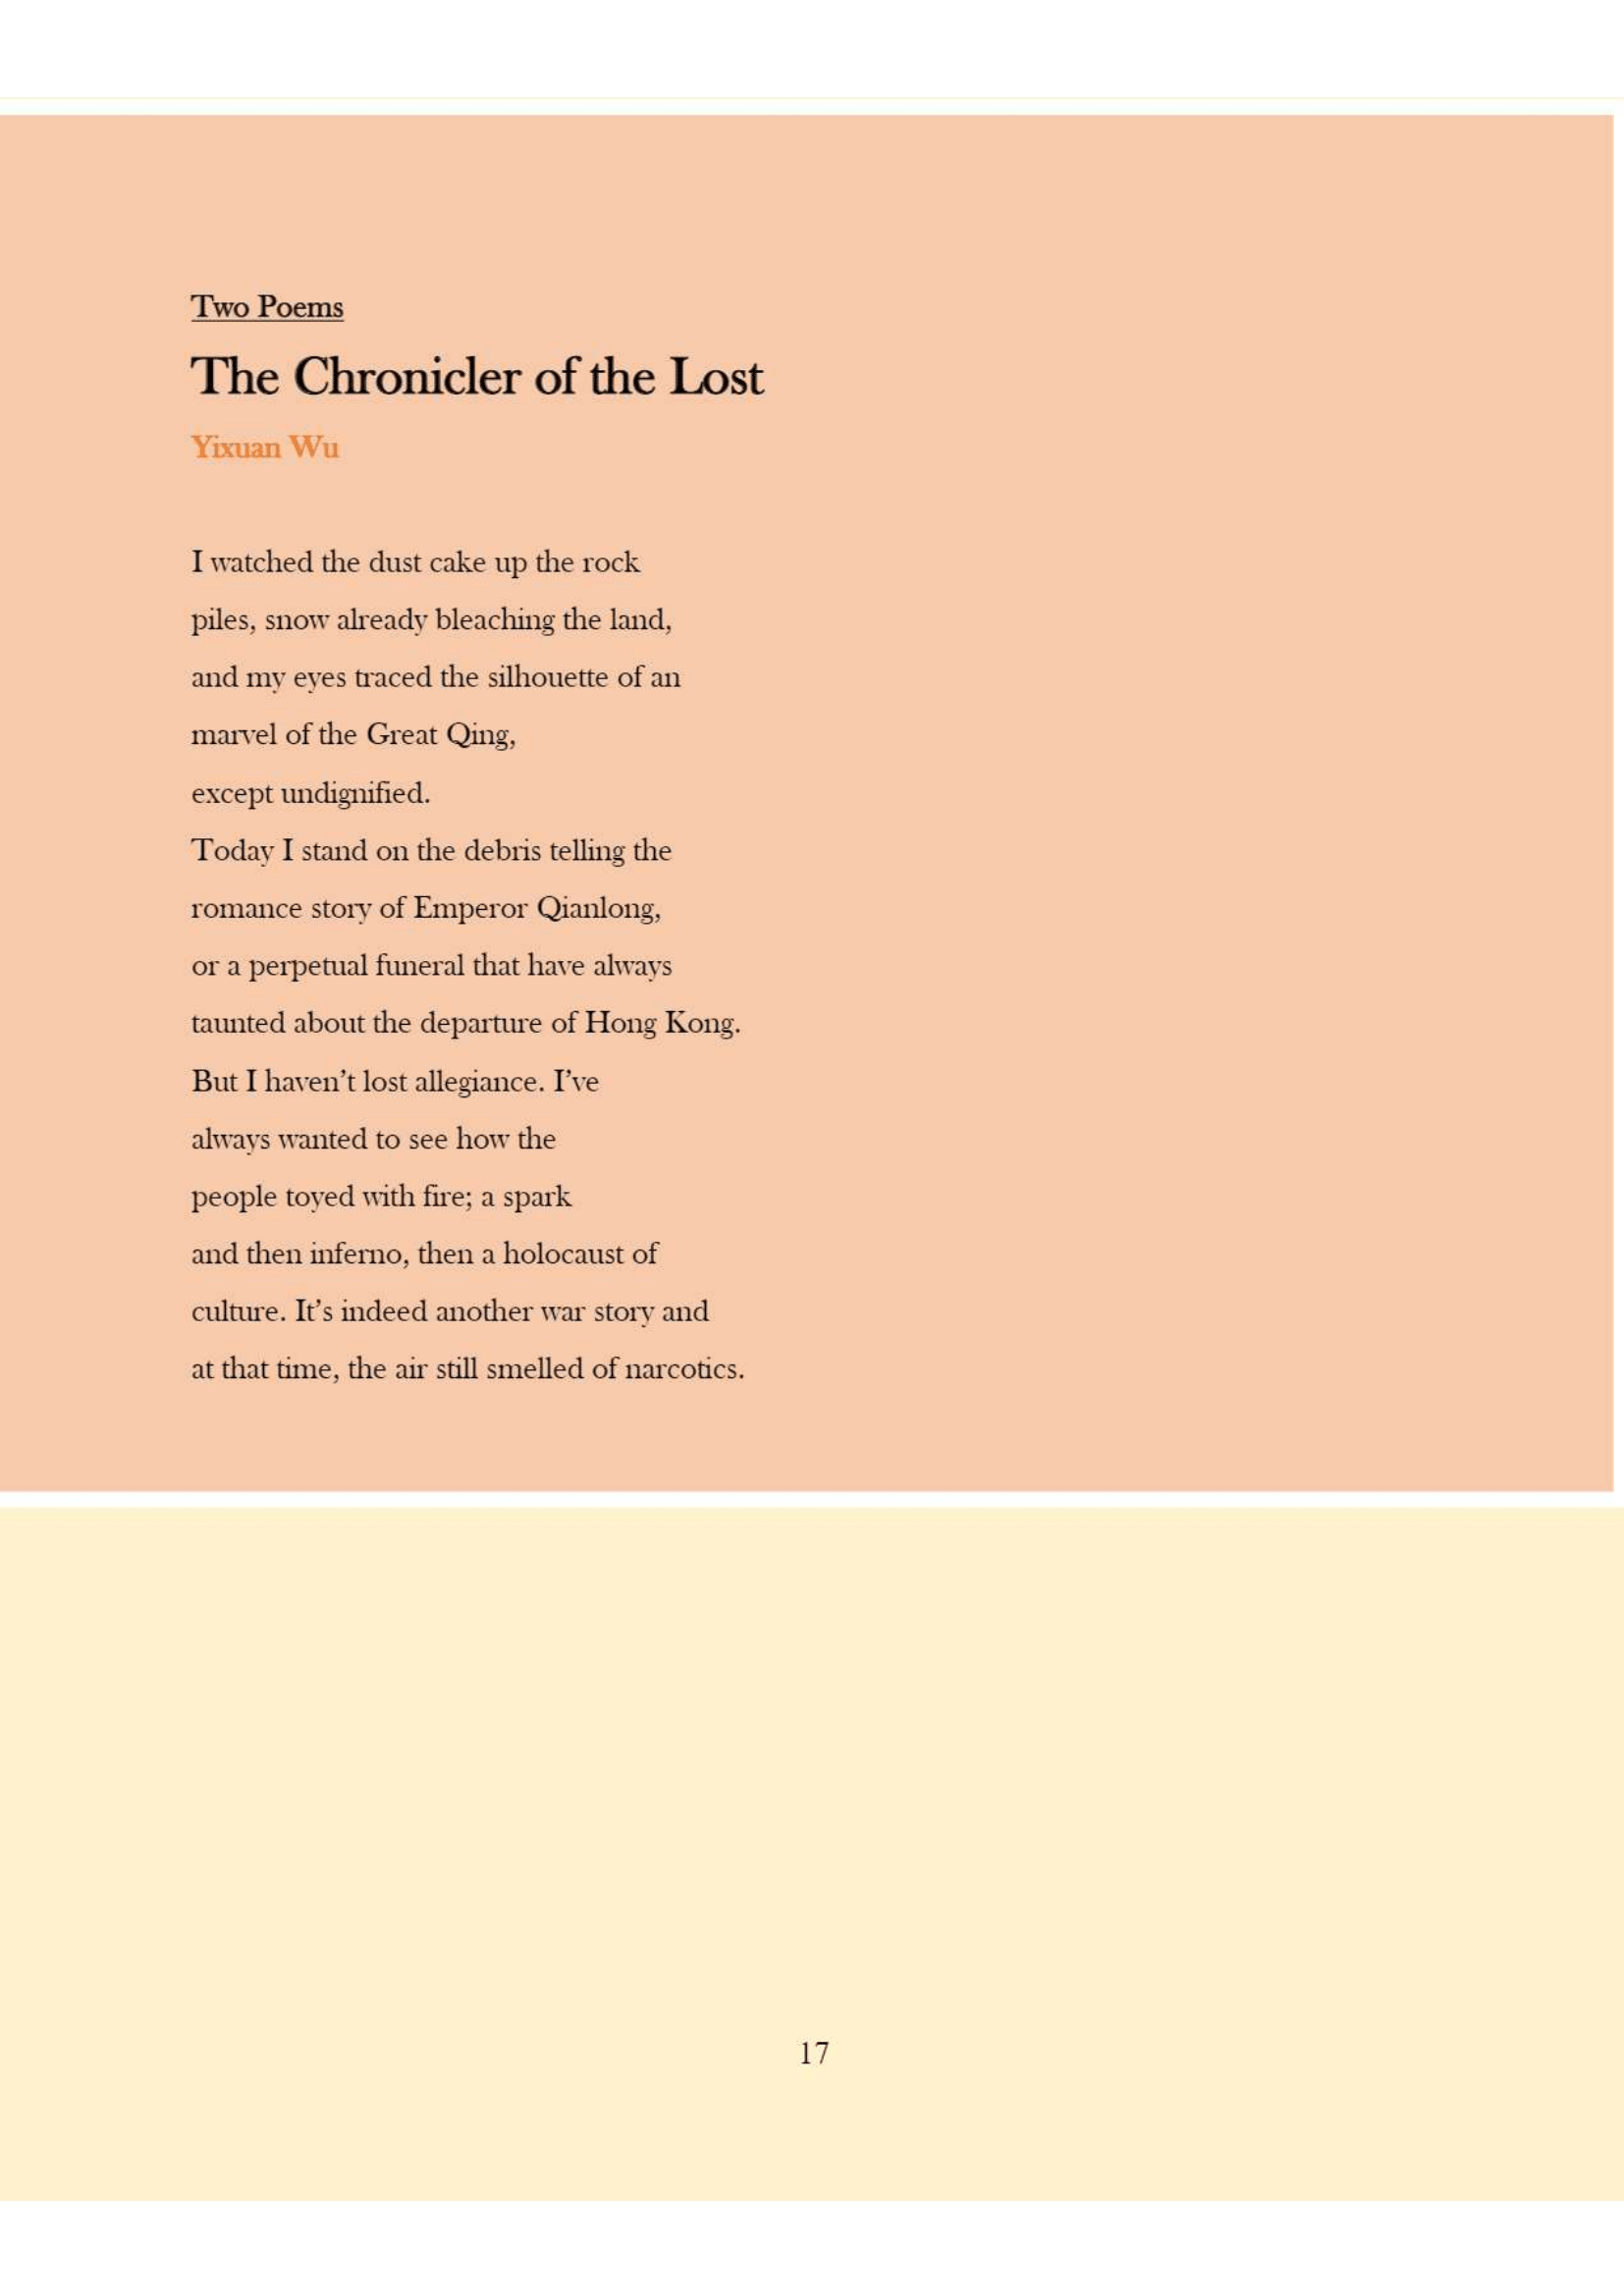 Two Poems
The Chronicler of the Lost
Yixuan Wu
I watched the dust cake up the rock
piles, snow already bleaching the land,
and my eyes traced the silhouette of an
marvel of the Great Qing,
except undignified.
Today I stand on the debris telling the
romance story of Emperor Qianlong,
or a perpetual funeral that have always
taunted about the departure of Hong Kong.
But I haven’t lost allegiance. I’ve
always wanted to see how the
people toyed with fire; a spark
and then inferno, then a holocaust of
culture. It’s indeed another war story and
at that time, the air still smelled of narcotics.
17